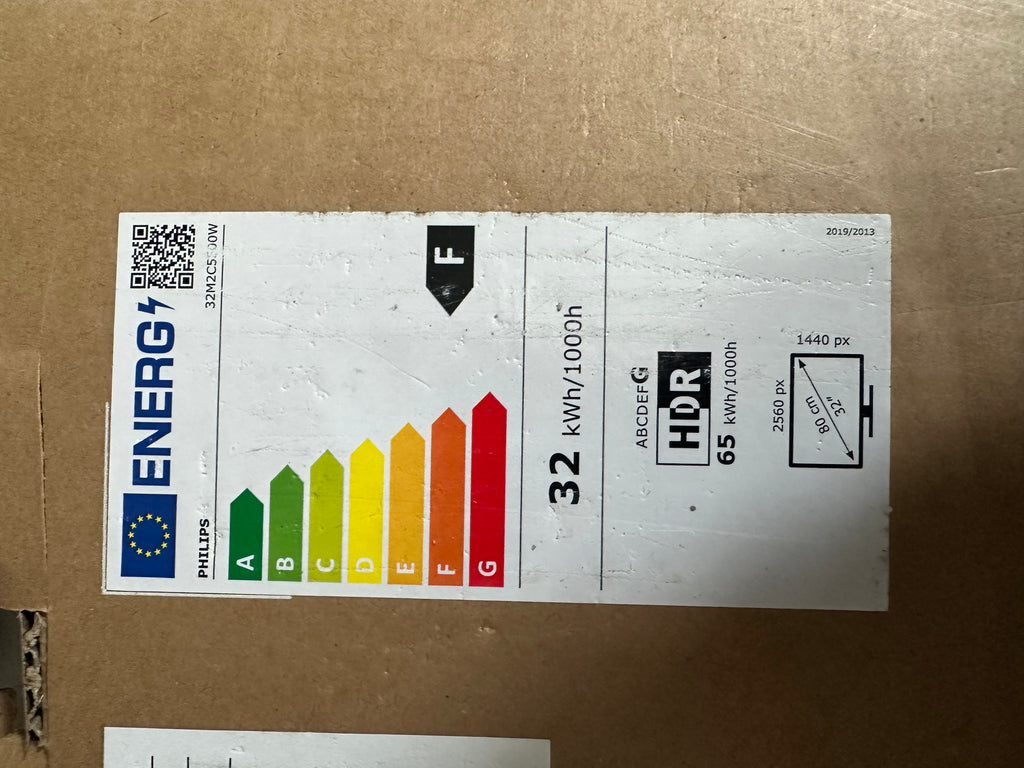 ENERG
PHILIPS
A
B
C
D
E
F
G
F
32 kWh/1000h
ABCDEFG
HDR
65 kWh/1000h
1440 px
2560 px
80 cm
32"
2019/2013